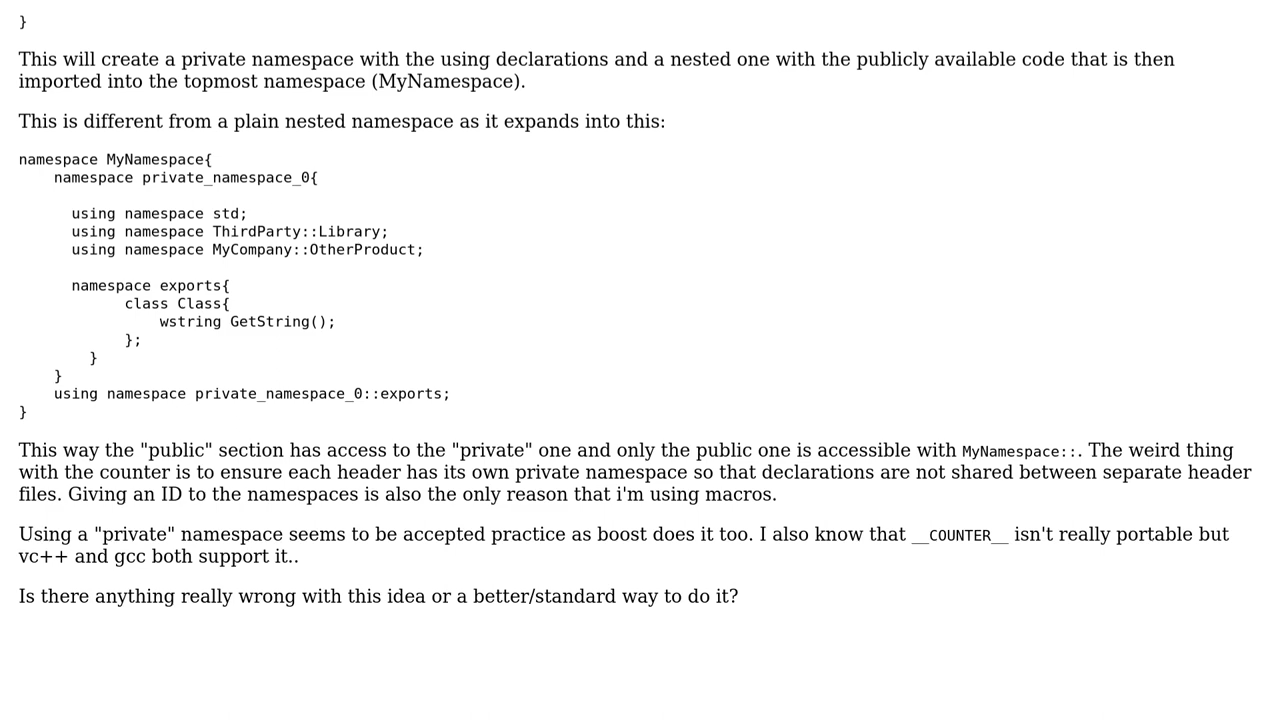 }
This will create a private namespace with the using declarations and a nested one with the publicly available code that is then
imported into the topmost namespace (MyNamespace).
This is different from a plain nested namespace as it expands into this:
namespace MyNamespace{
    namespace private_namespace_0{
      using namespace std;
      using namespace ThirdParty::Library;
      using namespace MyCompany::OtherProduct;
      namespace exports{
            class Class{
                wstring GetString();
            };
        }
    }
    using namespace private_namespace_0::exports;
}
This way the "public" section has access to the "private" one and only the public one is accessible with MyNamespace::. The weird thing
with the counter is to ensure each header has its own private namespace so that declarations are not shared between separate header
files. Giving an ID to the namespaces is also the only reason that i'm using macros.
Using a "private" namespace seems to be accepted practice as boost does it too. I also know that __COUNTER__ isn't really portable but
vc++ and gcc both support it..
Is there anything really wrong with this idea or a better/standard way to do it?